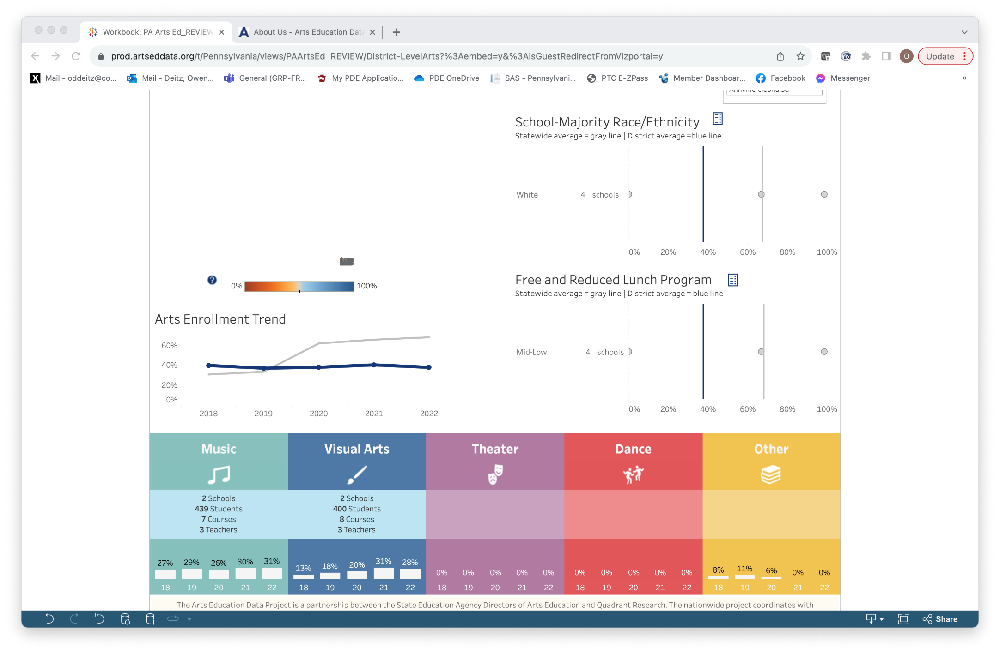 Workbook: PA Arts Ed_REVIEW
About Us - Arts Education Data
prod.artseddata.org/t/Pennsylvania/views/PAArtsEd_REVIEW/District-LevelArts?%3Aembed=y&%3AisGuestRedirectFromVizportal=y
O
Update
Mail - oddeitz@co...
Mail - Deitz, Owen...
General (GRP-FR...
My PDE Applicatio...
PDE OneDrive
SAS - Pennsylvani...
PTC E-ZPass
Member Dashboar...
Facebook
Messenger
»
School-Majority Race/Ethnicity
Statewide average = gray line | District average =blue line
White 4 schools
0% 20% 40% 60% 80% 100%
? 0% 100%
Free and Reduced Lunch Program
Statewide average = gray line | District average = blue line
Mid-Low 4 schools
0% 20% 40% 60% 80% 100%
Arts Enrollment Trend
60%
40%
20%
0%
2018 2019 2020 2021 2022
Music
2 Schools
439 Students
7 Courses
3 Teachers
27% 29% 26% 30% 31%
18 19 20 21 22
Visual Arts
2 Schools
400 Students
8 Courses
3 Teachers
13% 18% 20% 31% 28%
18 19 20 21 22
Theater
0% 0% 0% 0% 0%
18 19 20 21 22
Dance
0% 0% 0% 0% 0%
18 19 20 21 22
Other
8% 11% 6% 0% 0%
18 19 20 21 22
The Arts Education Data Project is a partnership between the State Education Agency Directors of Arts Education and Quadrant Research. The nationwide project coordinates with
Share